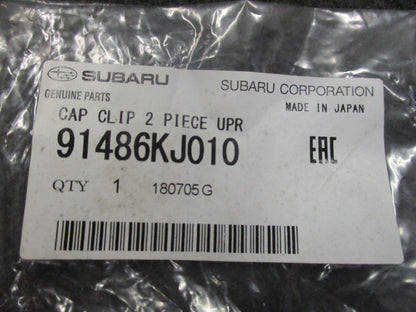 SUBARU
SUBARU CORPORATION
GENUINE PARTS
MADE IN JAPAN
CAP CLIP 2 PIECE UPR
91486KJ010
EAC
QTY 1 180705G